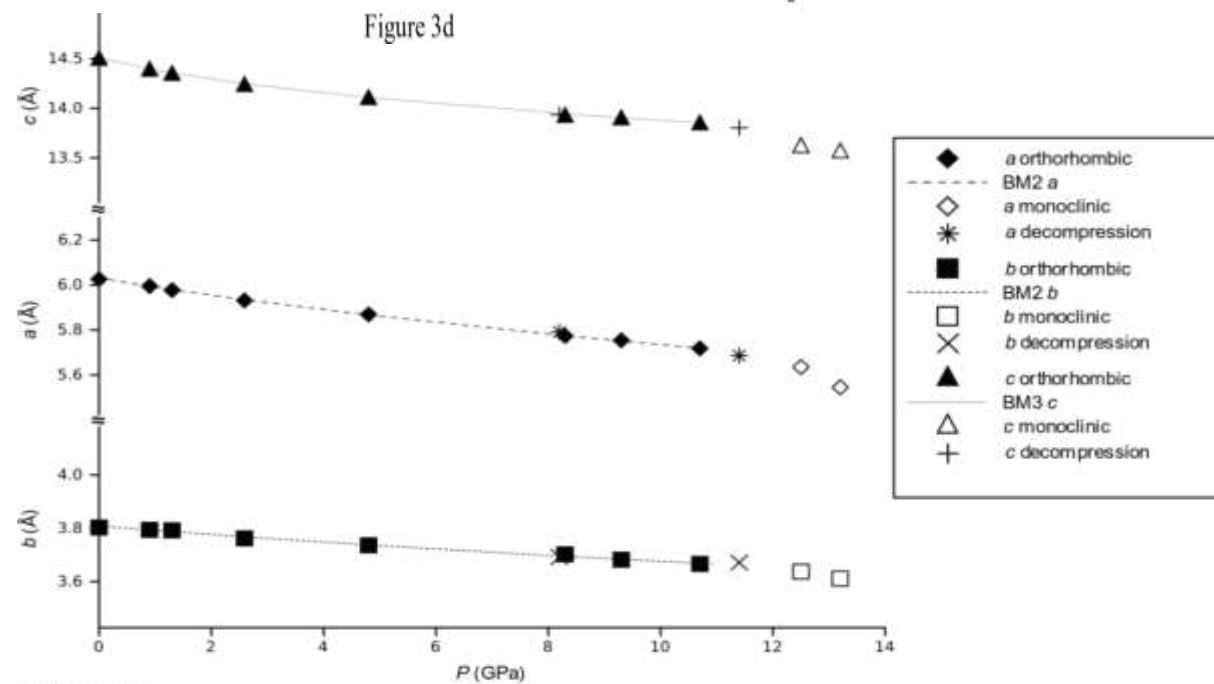 Figure 3d
14.5
14.0
13.5
c (Å)
6.2
6.0
5.8
5.6
a (Å)
4.0
3.8
3.6
b (Å)
0 2 4 6 8 10 12 14
P (GPa)
a orthorhombic
BM2 a
a monoclinic
a decompression
b orthorhombic
BM2 b
b monoclinic
b decompression
c orthorhombic
BM3 c
c monoclinic
c decompression